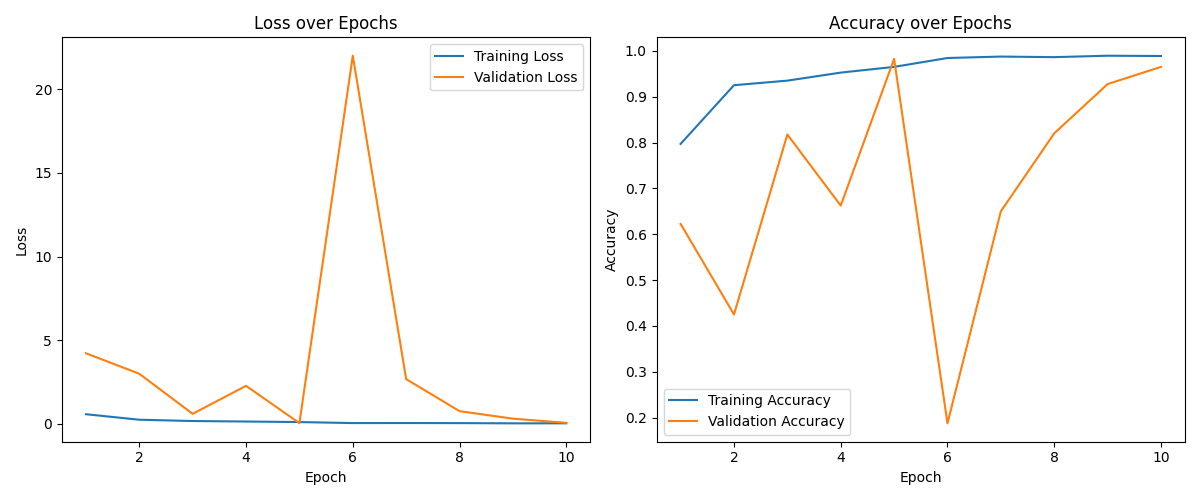 Loss over Epochs
Training Loss
Validation Loss
20
15
10
5
0
Loss
2
4
6
8
10
Epoch
Accuracy over Epochs
1.0
0.9
0.8
0.7
0.6
0.5
0.4
0.3
0.2
Accuracy
Training Accuracy
Validation Accuracy
2
4
6
8
10
Epoch